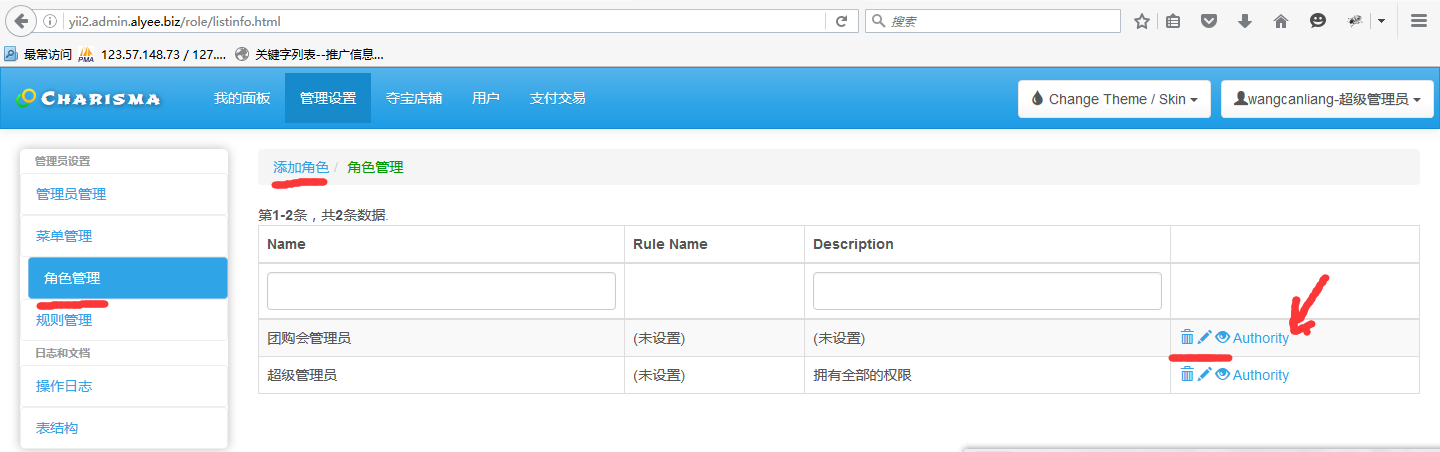 yii2.admin.alyee.biz/role/listinfo.html
搜索
最常访问 PMA 123.57.148.73 / 127.... 关键字列表--推广信息...
CHARISMA 我的面板 管理设置 夺宝店铺 用户 支付交易 Change Theme / Skin wangcanliang-超级管理员
管理员设置
管理员管理
菜单管理
角色管理
规则管理
日志和文档
操作日志
表结构
添加角色 / 角色管理
第1-2条，共2条数据.
Name Rule Name Description
团购会管理员 (未设置) (未设置) Authority
超级管理员 (未设置) 拥有全部的权限 Authority